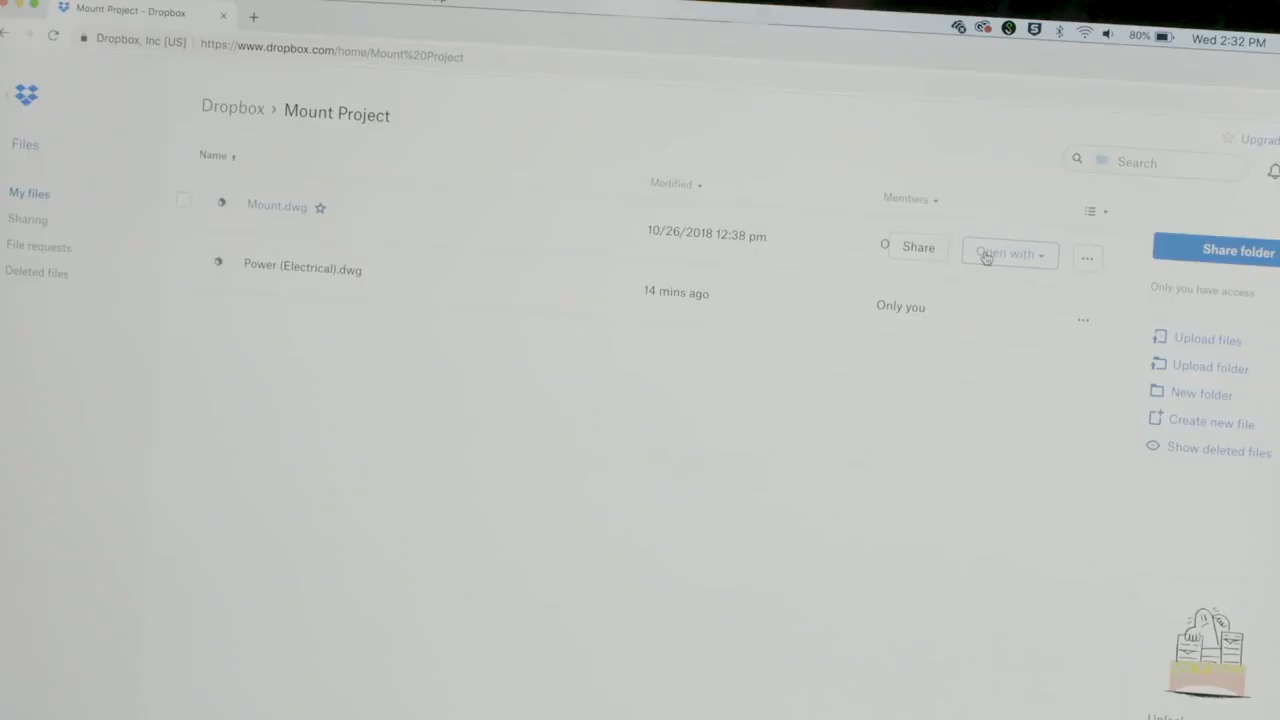 Mount Project - Dropbox
80%
Wed 2:32 PM
Dropbox, Inc [US]
https://www.dropbox.com/home/Mount%20Project
Dropbox > Mount Project
Upgrad
Search
Files
Name
Modified
Members
My files
Mount.dwg
10/26/2018 12:38 pm
O
Share
Open with
Share folder
Sharing
File requests
Power (Electrical).dwg
14 mins ago
Only you
Only you have access
Deleted files
Upload files
Upload folder
New folder
Create new file
Show deleted files